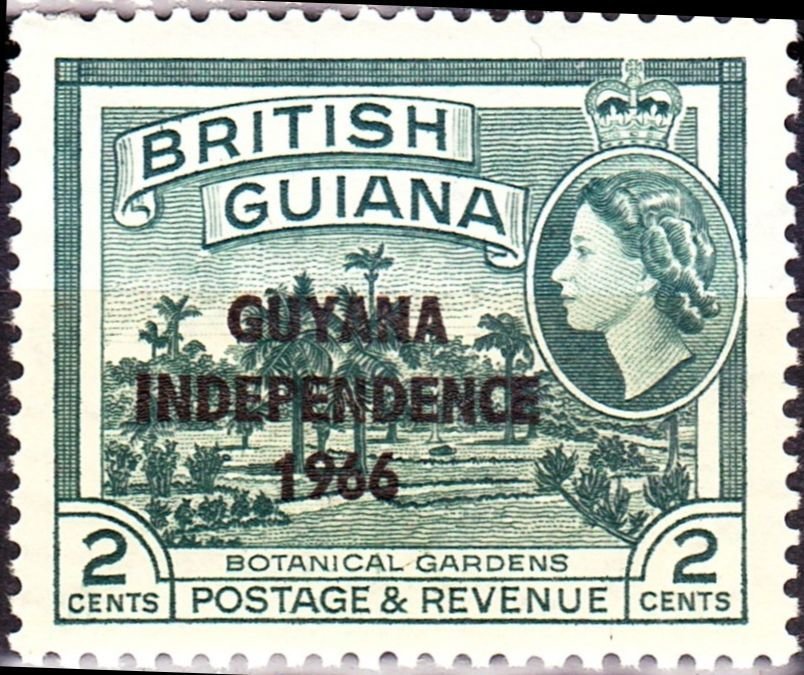 BRITISH
GUIANA
GUYANA
INDEPENDENCE
1966
BOTANICAL GARDENS
2 CENTS
POSTAGE & REVENUE
2 CENTS